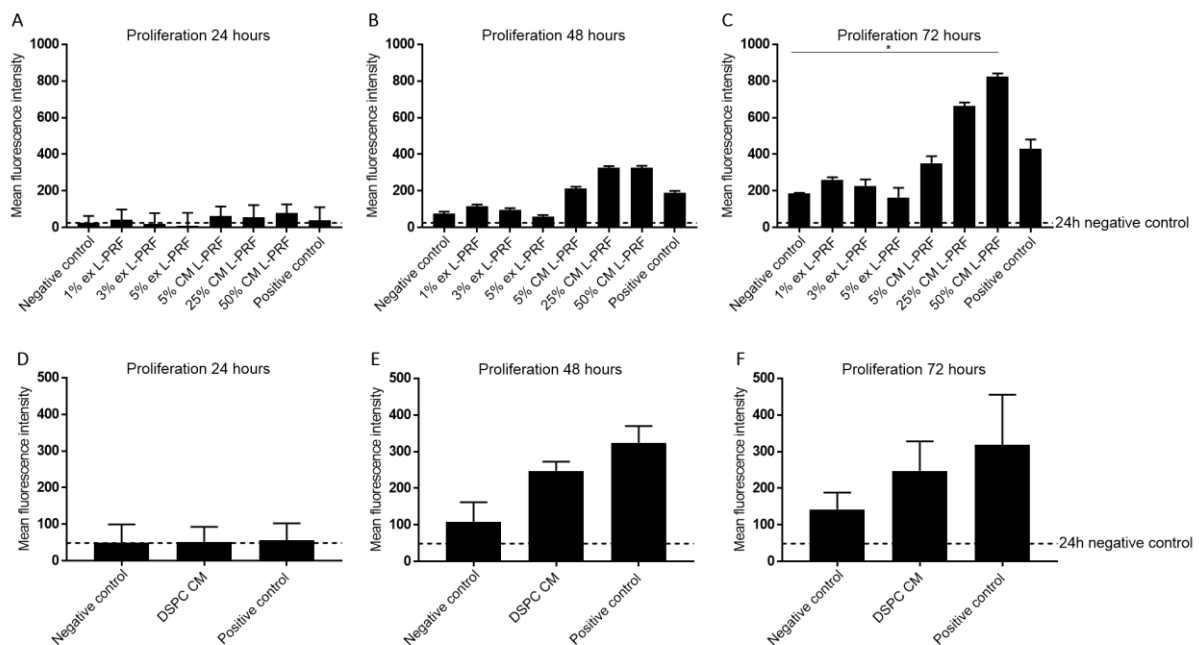 A
Proliferation 24 hours
Mean fluorescence intensity
1000
800
600
400
200
0
Negative control
1% ex L-PRF
3% ex L-PRF
5% ex L-PRF
5% CM L-PRF
25% CM L-PRF
50% CM L-PRF
Positive control
B
Proliferation 48 hours
Mean fluorescence intensity
1000
800
600
400
200
0
Negative control
1% ex L-PRF
3% ex L-PRF
5% ex L-PRF
5% CM L-PRF
25% CM L-PRF
50% CM L-PRF
Positive control
C
Proliferation 72 hours
*
Mean fluorescence intensity
1000
800
600
400
200
0
24h negative control
Negative control
1% ex L-PRF
3% ex L-PRF
5% ex L-PRF
5% CM L-PRF
25% CM L-PRF
50% CM L-PRF
Positive control
D
Proliferation 24 hours
Mean fluorescence intensity
500
400
300
200
100
0
Negative control
DSPC CM
Positive control
E
Proliferation 48 hours
Mean fluorescence intensity
500
400
300
200
100
0
Negative control
DSPC CM
Positive control
F
Proliferation 72 hours
Mean fluorescence intensity
500
400
300
200
100
0
24h negative control
Negative control
DSPC CM
Positive control